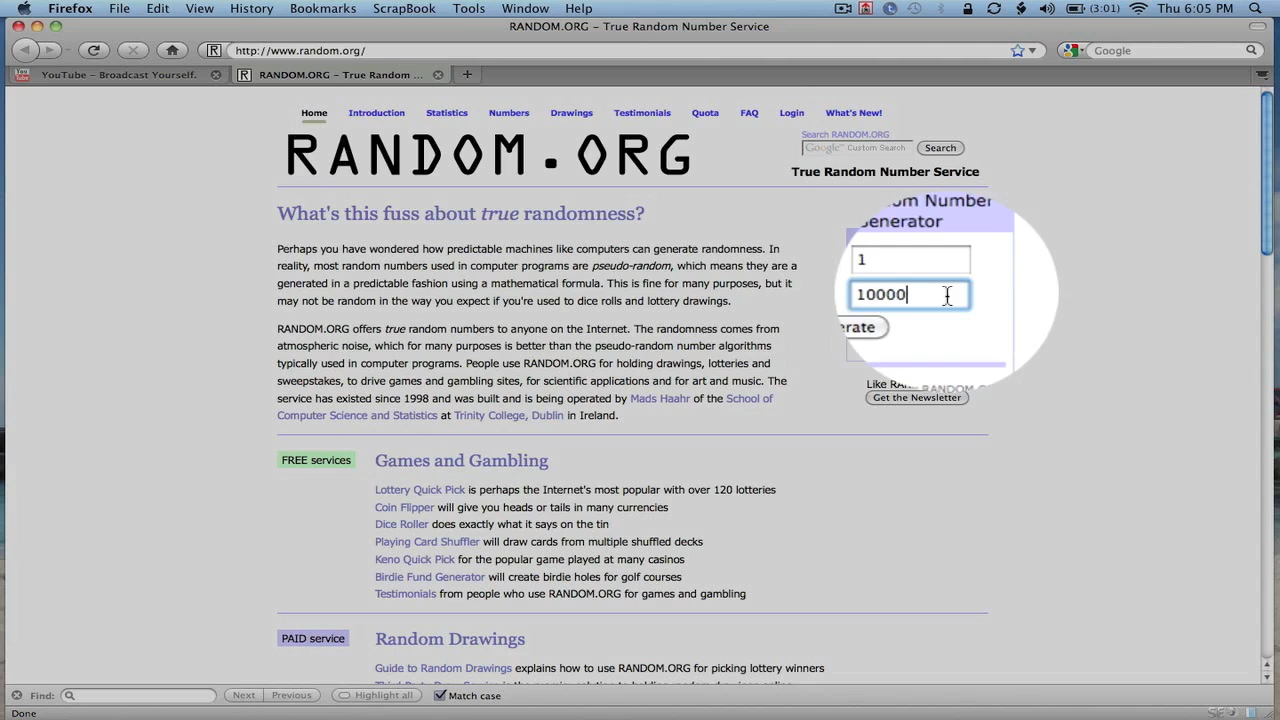 Firefox File Edit View History Bookmarks ScrapBook Tools Window Help (3:01) Thu 6:05 PM
RANDOM.ORG – True Random Number Service
http://www.random.org/ Google
YouTube – Broadcast Yourself. RANDOM.ORG – True Random ...
Home Introduction Statistics Numbers Drawings Testimonials Quota FAQ Login What's New!
Search RANDOM.ORG
RANDOM.ORG
Google™ Custom Search Search
True Random Number Service
What's this fuss about true randomness?
Perhaps you have wondered how predictable machines like computers can generate randomness. In
reality, most random numbers used in computer programs are pseudo-random, which means they are a
generated in a predictable fashion using a mathematical formula. This is fine for many purposes, but it
may not be random in the way you expect if you're used to dice rolls and lottery drawings.
RANDOM.ORG offers true random numbers to anyone on the Internet. The randomness comes from
atmospheric noise, which for many purposes is better than the pseudo-random number algorithms
typically used in computer programs. People use RANDOM.ORG for holding drawings, lotteries and
sweepstakes, to drive games and gambling sites, for scientific applications and for art and music. The
service has existed since 1998 and was built and is being operated by Mads Haahr of the School of
Computer Science and Statistics at Trinity College, Dublin in Ireland.
om Number
Generator
1
10000
erate
RANDOM.O
Like RA
Get the Newsletter
FREE services
Games and Gambling
Lottery Quick Pick is perhaps the Internet's most popular with over 120 lotteries
Coin Flipper will give you heads or tails in many currencies
Dice Roller does exactly what it says on the tin
Playing Card Shuffler will draw cards from multiple shuffled decks
Keno Quick Pick for the popular game played at many casinos
Birdie Fund Generator will create birdie holes for golf courses
Testimonials from people who use RANDOM.ORG for games and gambling
PAID service
Random Drawings
Guide to Random Drawings explains how to use RANDOM.ORG for picking lottery winners
Find: Next Previous Highlight all Match case
Done